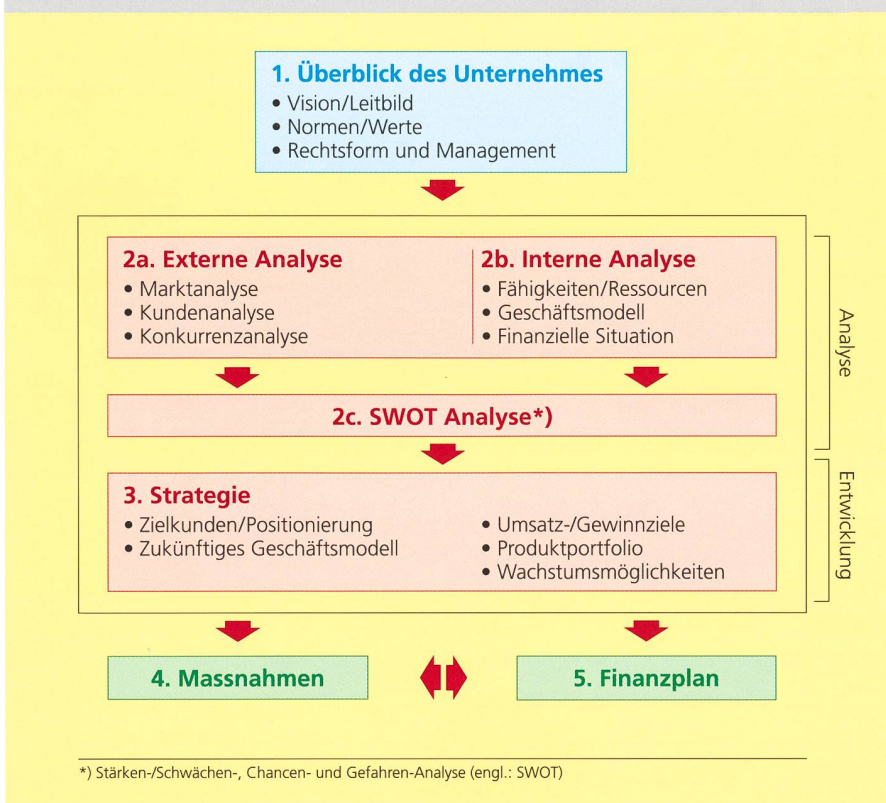 1. Überblick des Unternehmes
• Vision/Leitbild
• Normen/Werte
• Rechtsform und Management
2a. Externe Analyse
• Marktanalyse
• Kundenanalyse
• Konkurrenzanalyse
2b. Interne Analyse
• Fähigkeiten/Ressourcen
• Geschäftsmodell
• Finanzielle Situation
Analyse
2c. SWOT Analyse*)
3. Strategie
• Zielkunden/Positionierung
• Zukünftiges Geschäftsmodell
• Umsatz-/Gewinnziele
• Produktportfolio
• Wachstumsmöglichkeiten
Entwicklung
4. Massnahmen
5. Finanzplan
*) Stärken-/Schwächen-, Chancen- und Gefahren-Analyse (engl.: SWOT)